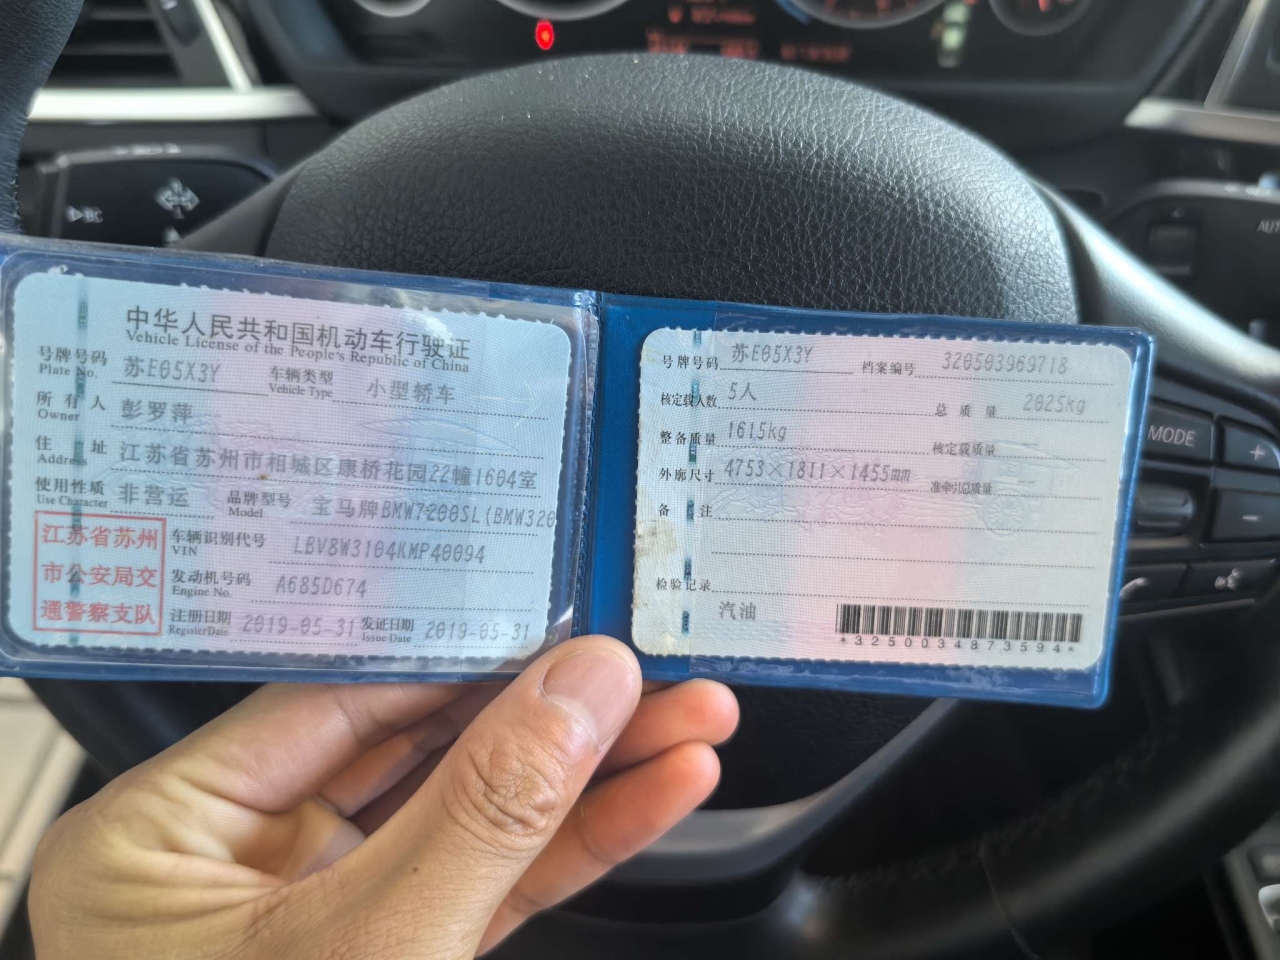 中华人民共和国机动车行驶证
Vehicle License of the People's Republic of China
号牌号码 苏E05X3Y 车辆类型 小型轿车
Plate No. Vehicle Type
所有人 彭罗萍
Owner
住址 江苏省苏州市相城区康桥花园22幢1604室
Address
使用性质 非营运 品牌型号 宝马牌BMW7200SL(BMW320
Use Character Model
江苏省苏州
市公安局交
通警察支队
车辆识别代号 LBV8W3104KMP40094
VIN
发动机号码 A685D674
Engine No.
注册日期 2019-05-31 发证日期 2019-05-31
Register Date Issue Date
号牌号码 苏E05X3Y 档案编号 320503969718
核定载人数 5人 总质量 2025kg
整备质量 1615kg 核定载质量
外廓尺寸 4753×1811×1455mm 准牵引总质量
备注
检验记录
汽油
*3250034873594*
MODE
+
−